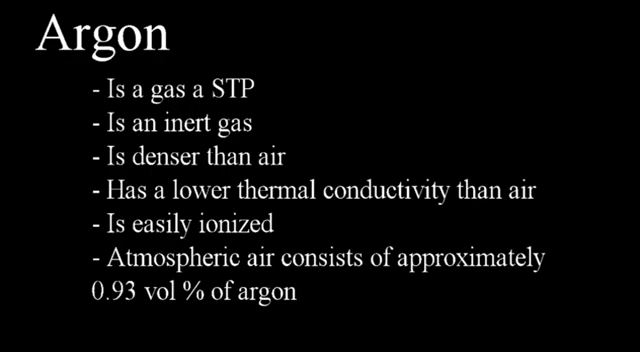 Argon
- Is a gas a STP
- Is an inert gas
- Is denser than air
- Has a lower thermal conductivity than air
- Is easily ionized
- Atmospheric air consists of approximately
0.93 vol % of argon